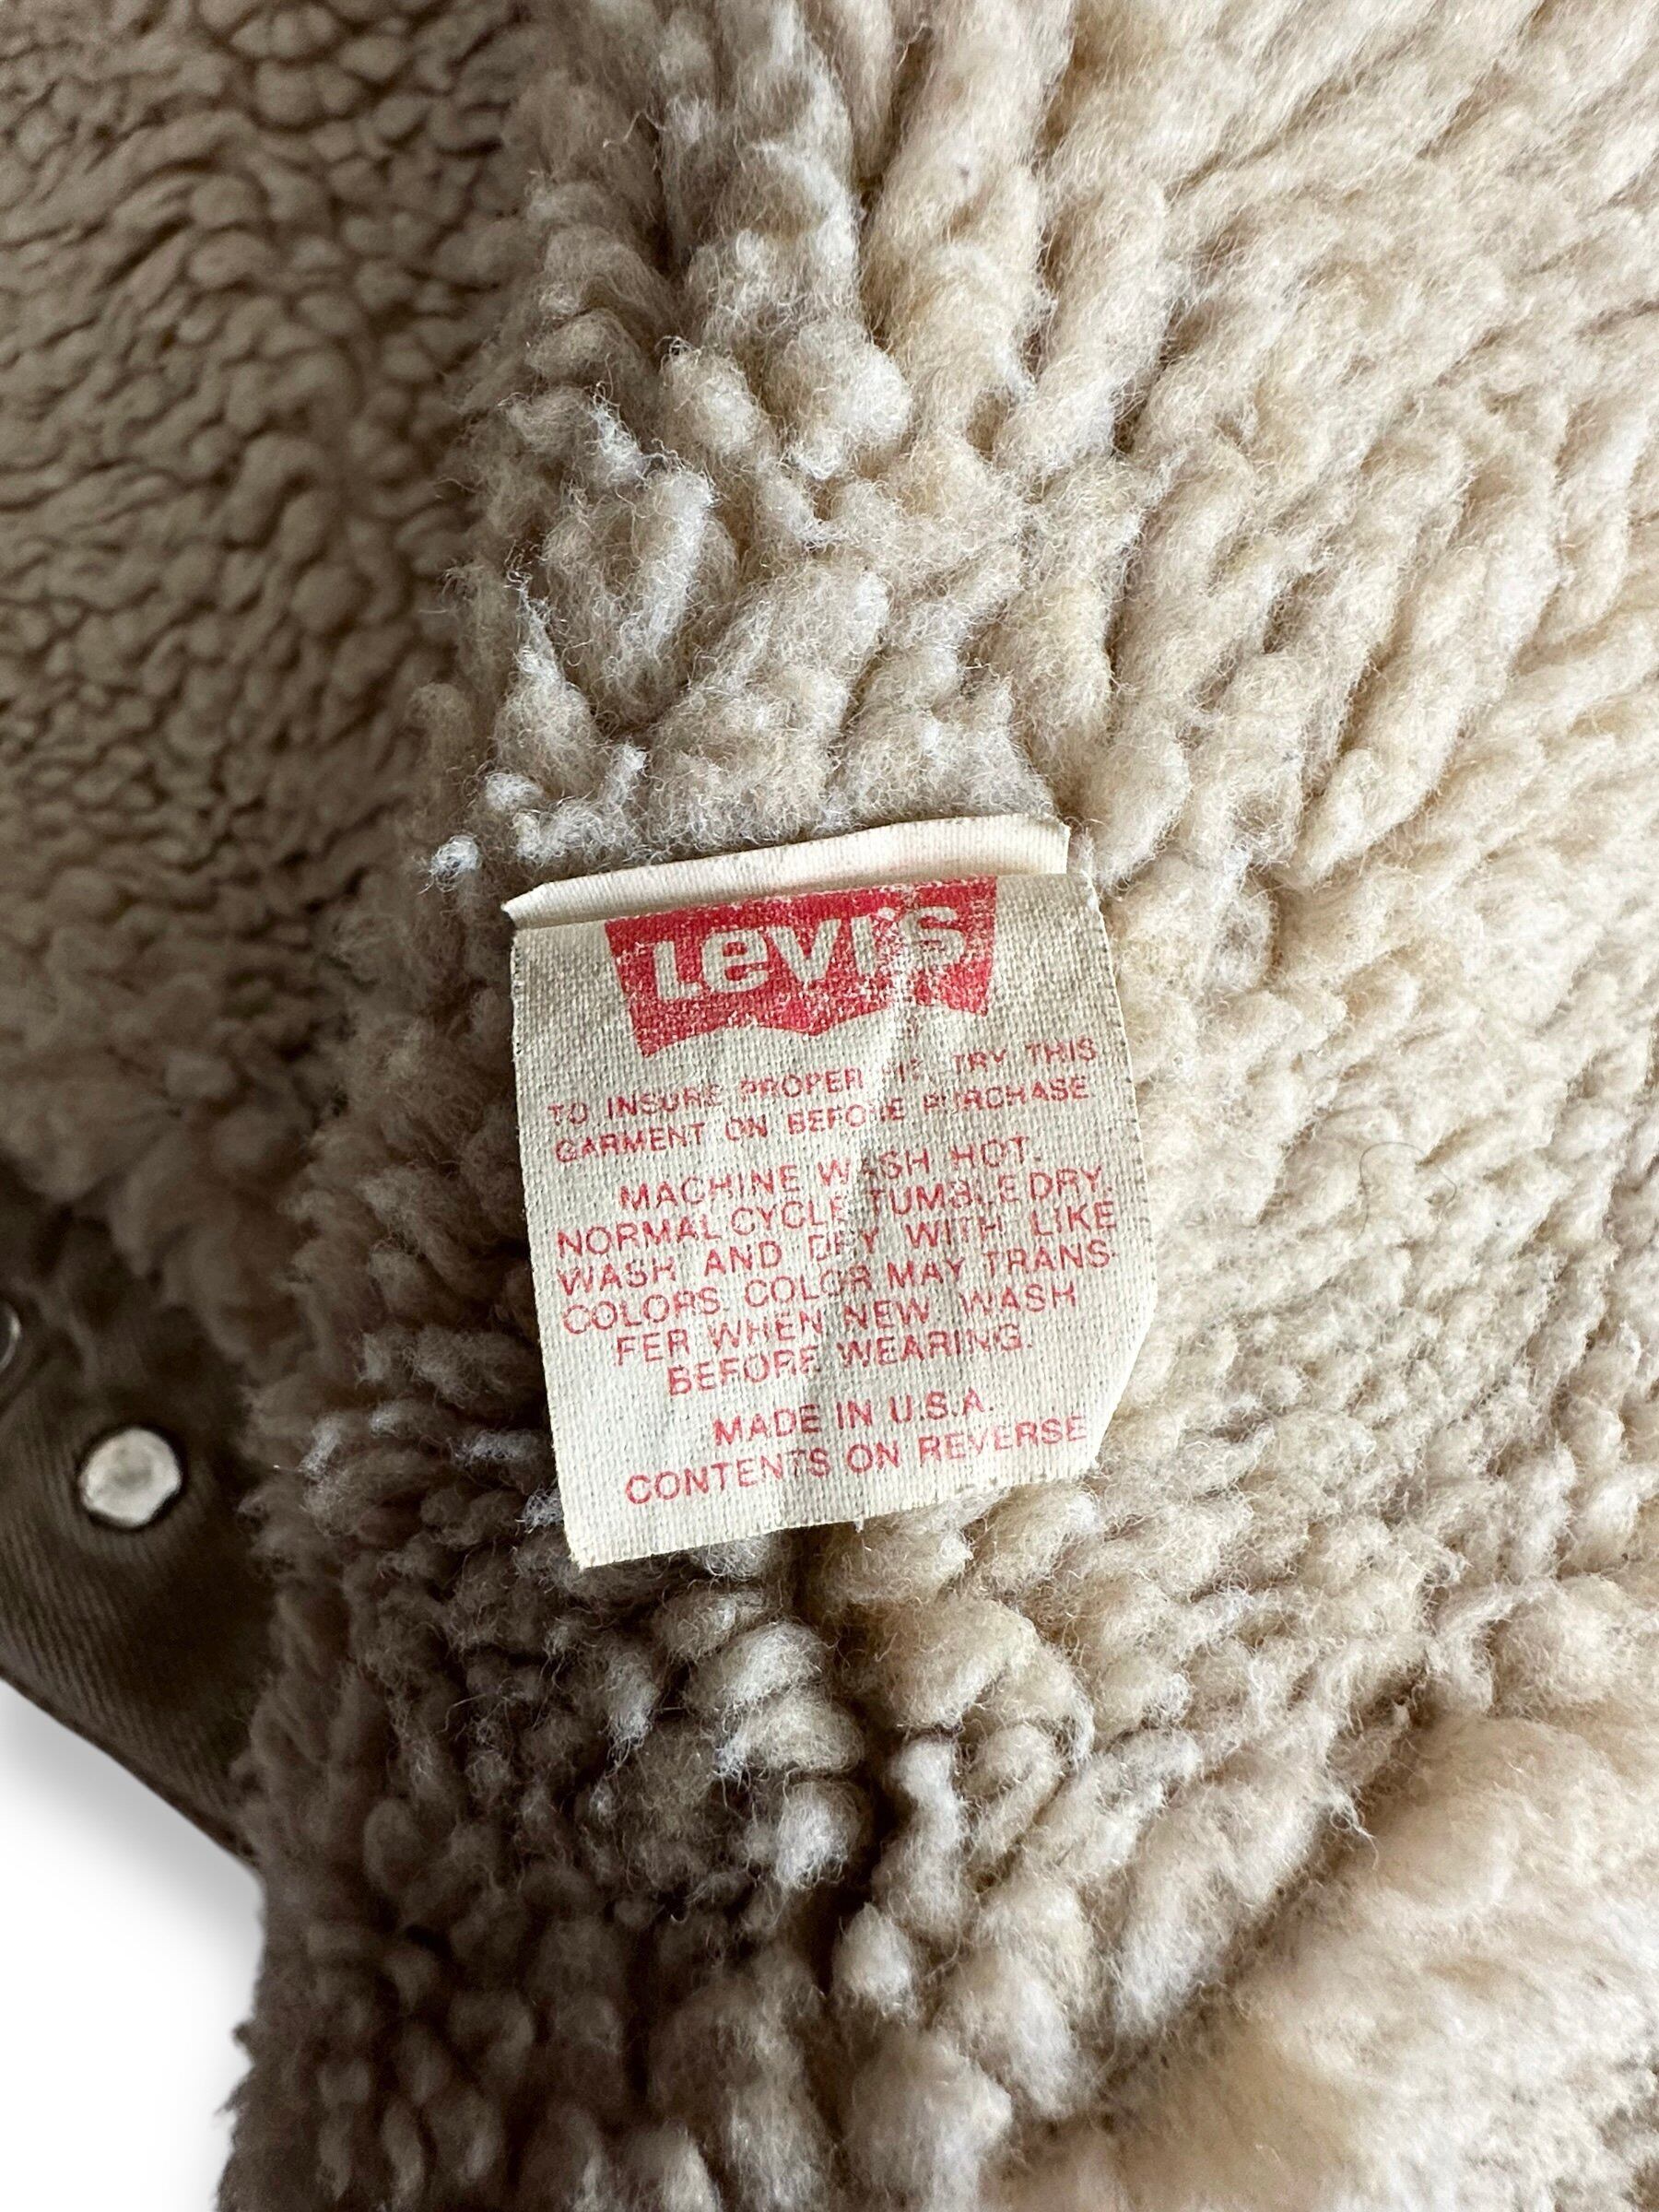 Levi's
TO INSURE PROPER FIT, TRY THIS
GARMENT ON BEFORE PURCHASE
MACHINE WASH HOT.
NORMAL CYCLE TUMBLE DRY.
WASH AND DRY WITH LIKE
COLORS. COLOR MAY TRANS-
FER WHEN NEW. WASH
BEFORE WEARING.
MADE IN U.S.A.
CONTENTS ON REVERSE